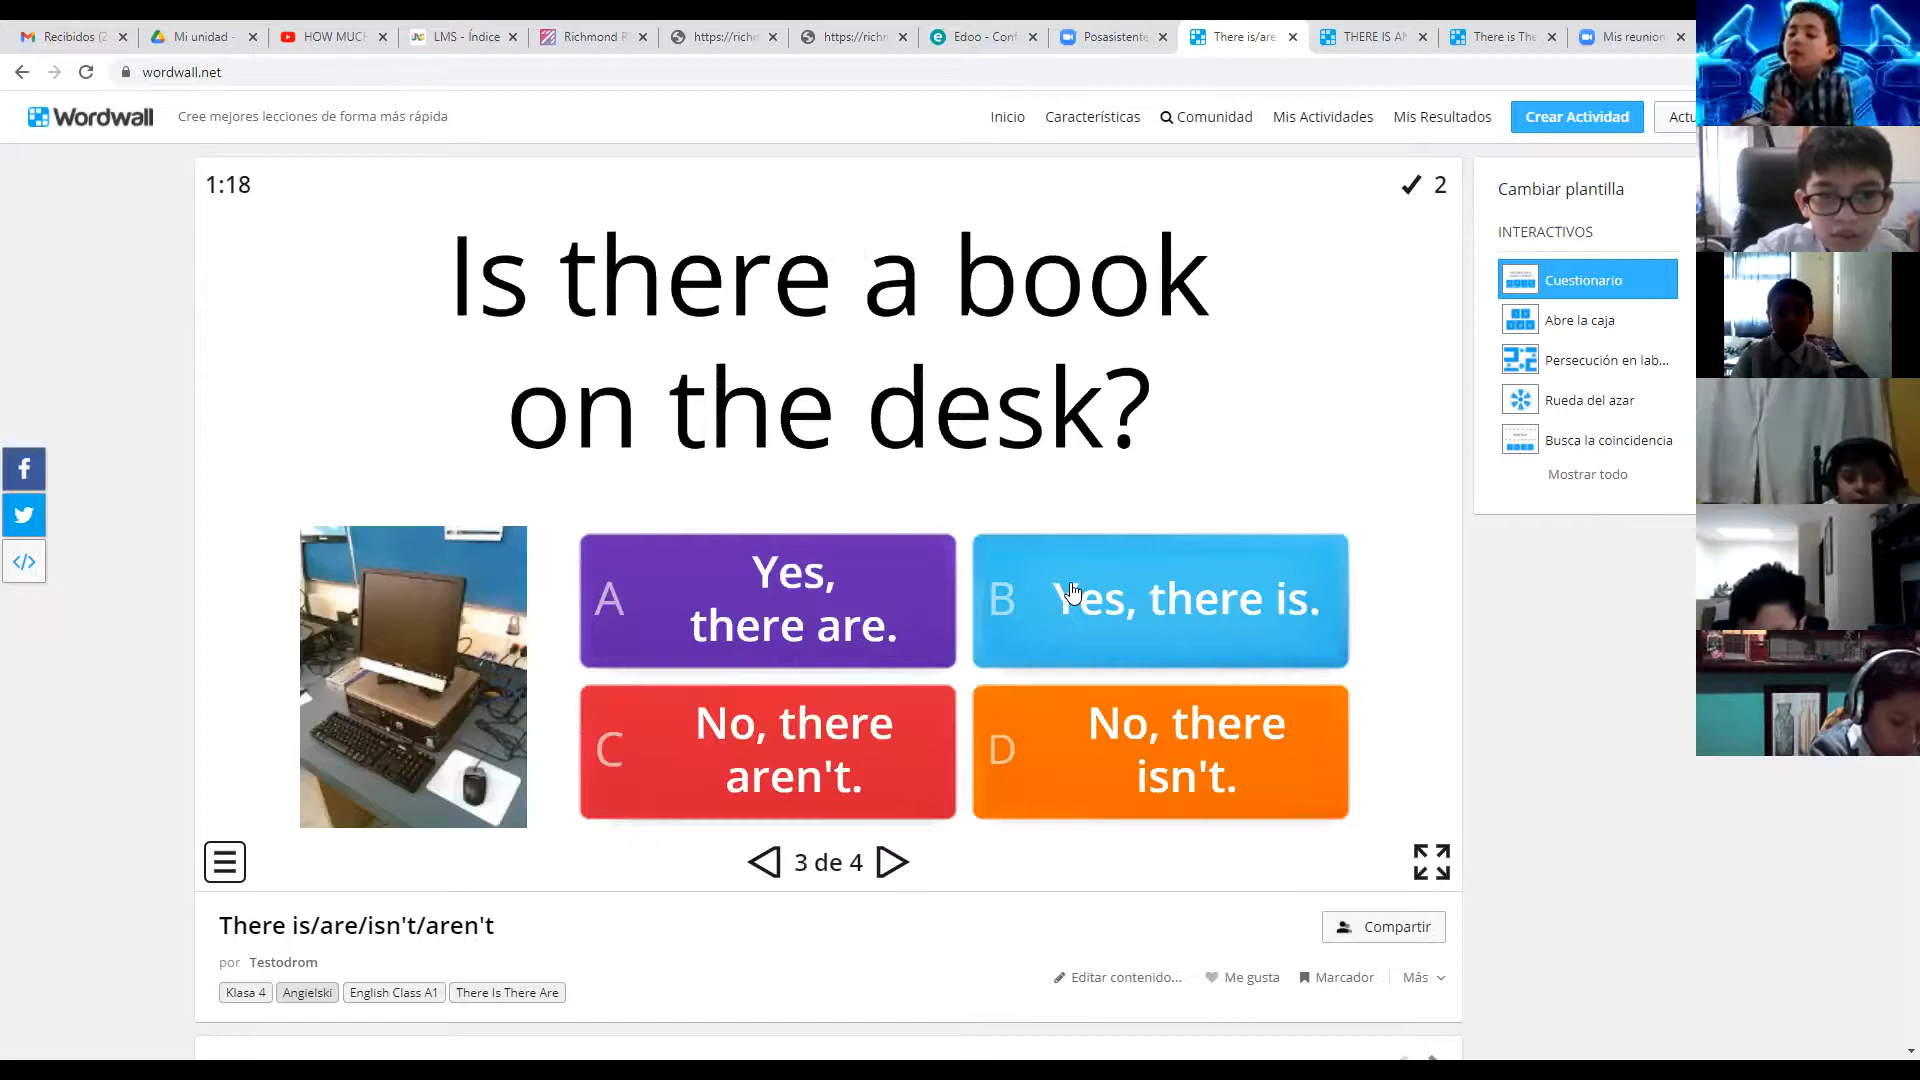 Recibidos (2
Mi unidad -
HOW MUCH
LMS - Índice
Richmond R
https://richm
https://richm
Edoo - Conf
Posasistente
There is/are
THERE IS AN
There is The
Mis reunion
wordwall.net
Wordwall
Cree mejores lecciones de forma más rápida
Inicio
Características
Comunidad
Mis Actividades
Mis Resultados
Crear Actividad
Actu
1:18
2
Is there a book
on the desk?
A
Yes,
there are.
B
Yes, there is.
C
No, there
aren't.
D
No, there
isn't.
3 de 4
Cambiar plantilla
INTERACTIVOS
Cuestionario
Abre la caja
Persecución en lab...
Rueda del azar
Busca la coincidencia
Mostrar todo
There is/are/isn't/aren't
Compartir
por Testodrom
Klasa 4
Angielski
English Class A1
There Is There Are
Editar contenido...
Me gusta
Marcador
Más